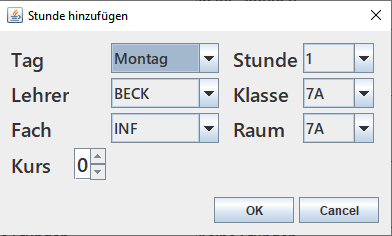 Stunde hinzufügen
Tag Montag Stunde 1
Lehrer BECK Klasse 7A
Fach INF Raum 7A
Kurs 0
OK Cancel